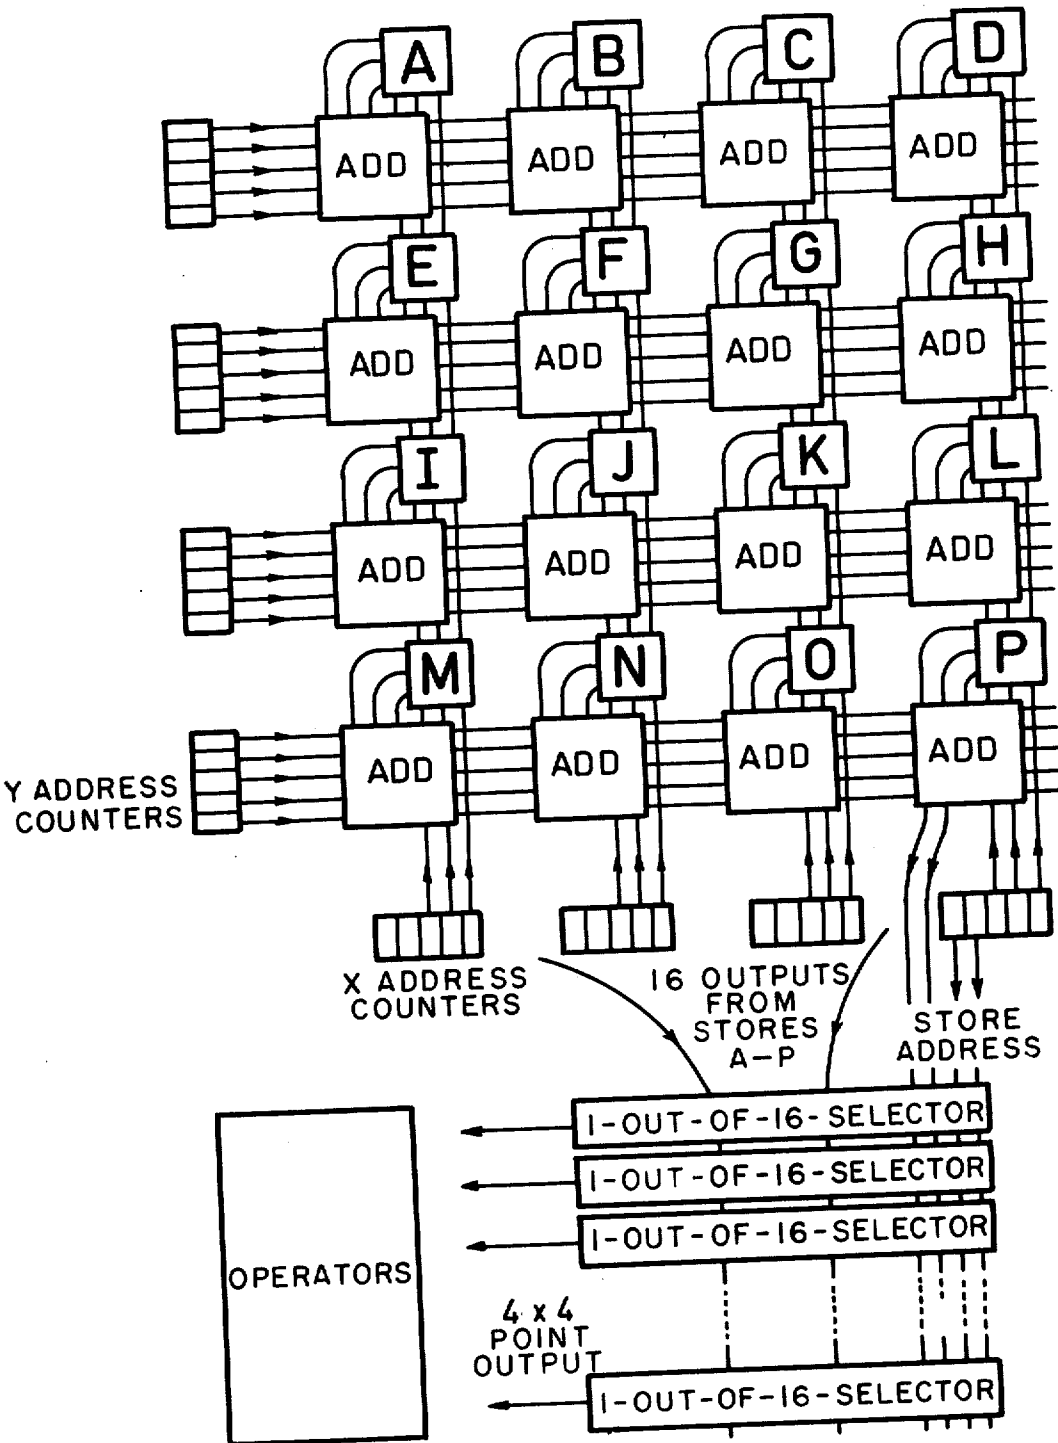 A B C D
ADD ADD ADD ADD
E F G H
ADD ADD ADD ADD
I J K L
ADD ADD ADD ADD
M N O P
ADD ADD ADD ADD
Y ADDRESS
COUNTERS
X ADDRESS
COUNTERS
16 OUTPUTS
FROM
STORES
A-P
STORE
ADDRESS
1-OUT-OF-16-SELECTOR
1-OUT-OF-16-SELECTOR
1-OUT-OF-16-SELECTOR
OPERATORS
4 x 4
POINT
OUTPUT
1-OUT-OF-16-SELECTOR